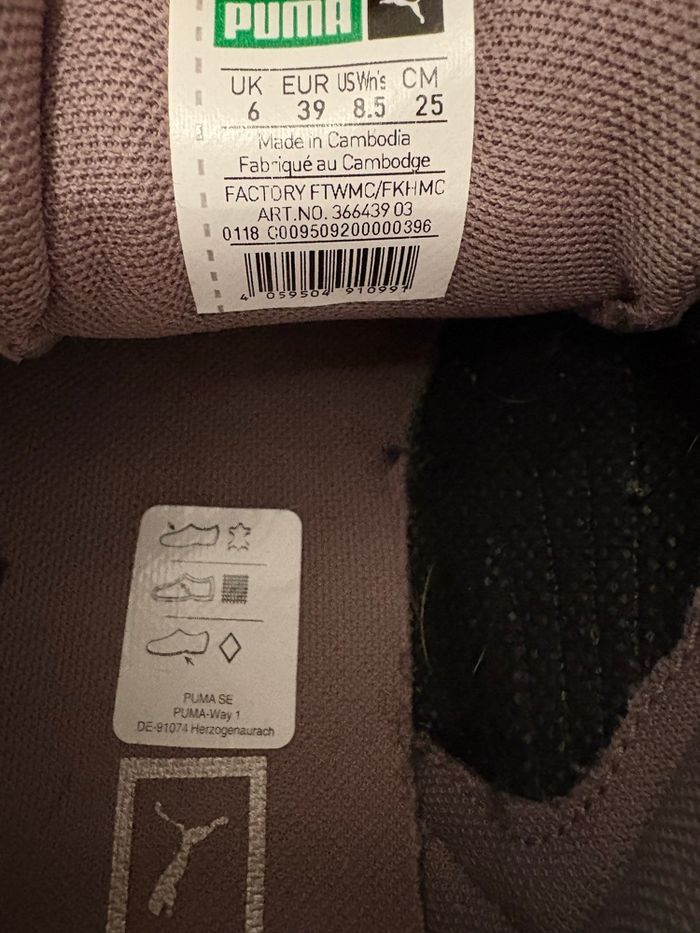 PUMA
UK EUR US Wn's CM
6 39 8.5 25
Made in Cambodia
Fabriqué au Cambodge
FACTORY FTWMC/FKHMC
ART.NO. 366439 03
0118 C009509200000396
4 059504 910991
PUMA SE
PUMA-Way 1
DE-91074 Herzogenaurach